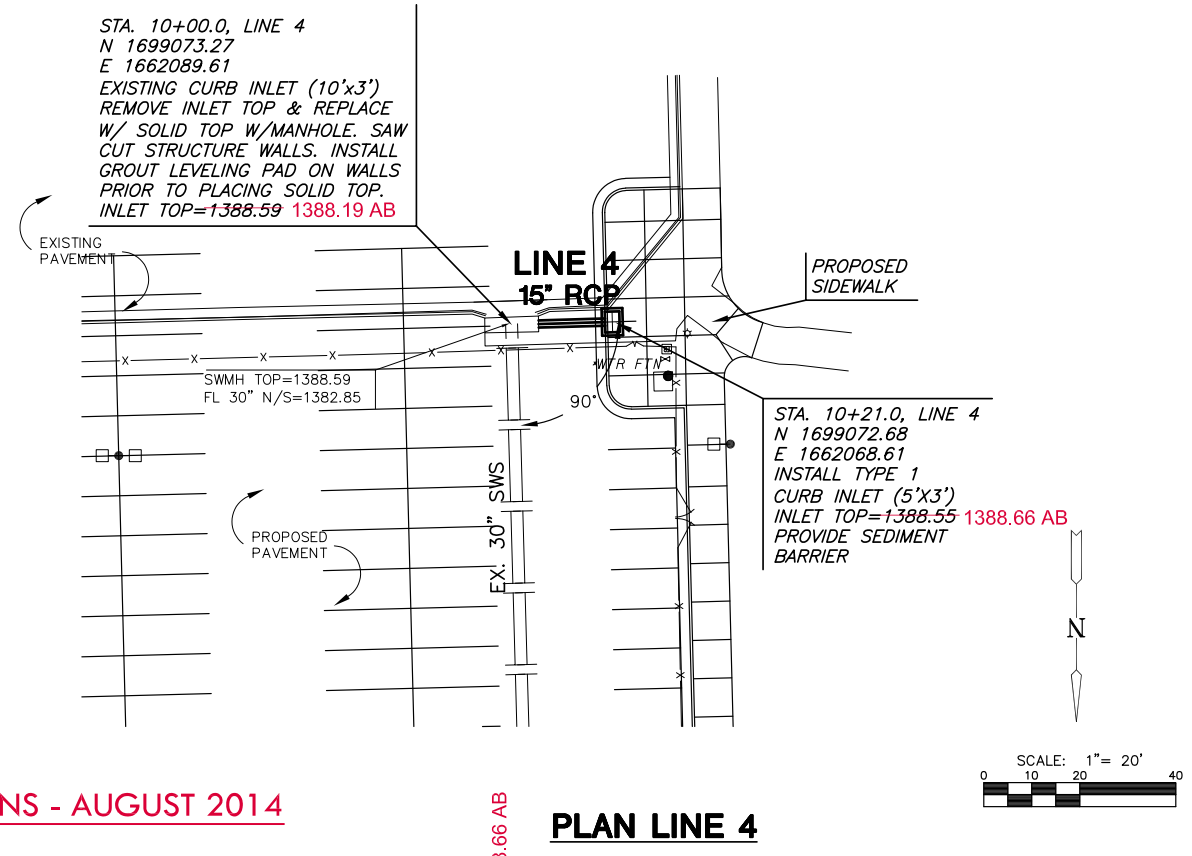 STA. 10+00.0, LINE 4
N 1699073.27
E 1662089.61
EXISTING CURB INLET (10'x3')
REMOVE INLET TOP & REPLACE
W/ SOLID TOP W/MANHOLE. SAW
CUT STRUCTURE WALLS. INSTALL
GROUT LEVELING PAD ON WALLS
PRIOR TO PLACING SOLID TOP.
INLET TOP=1388.59 1388.19 AB
EXISTING
PAVEMENT
LINE 4
15" RCP
PROPOSED
SIDEWALK
WTR FTN
SWMH TOP=1388.59
FL 30" N/S=1382.85
90°
STA. 10+21.0, LINE 4
N 1699072.68
E 1662068.61
INSTALL TYPE 1
CURB INLET (5'X3')
INLET TOP=1388.55 1388.66 AB
PROVIDE SEDIMENT
BARRIER
EX. 30" SWS
PROPOSED
PAVEMENT
N
SCALE: 1"= 20'
0 10 20 40
NS - AUGUST 2014
.66 AB
PLAN LINE 4